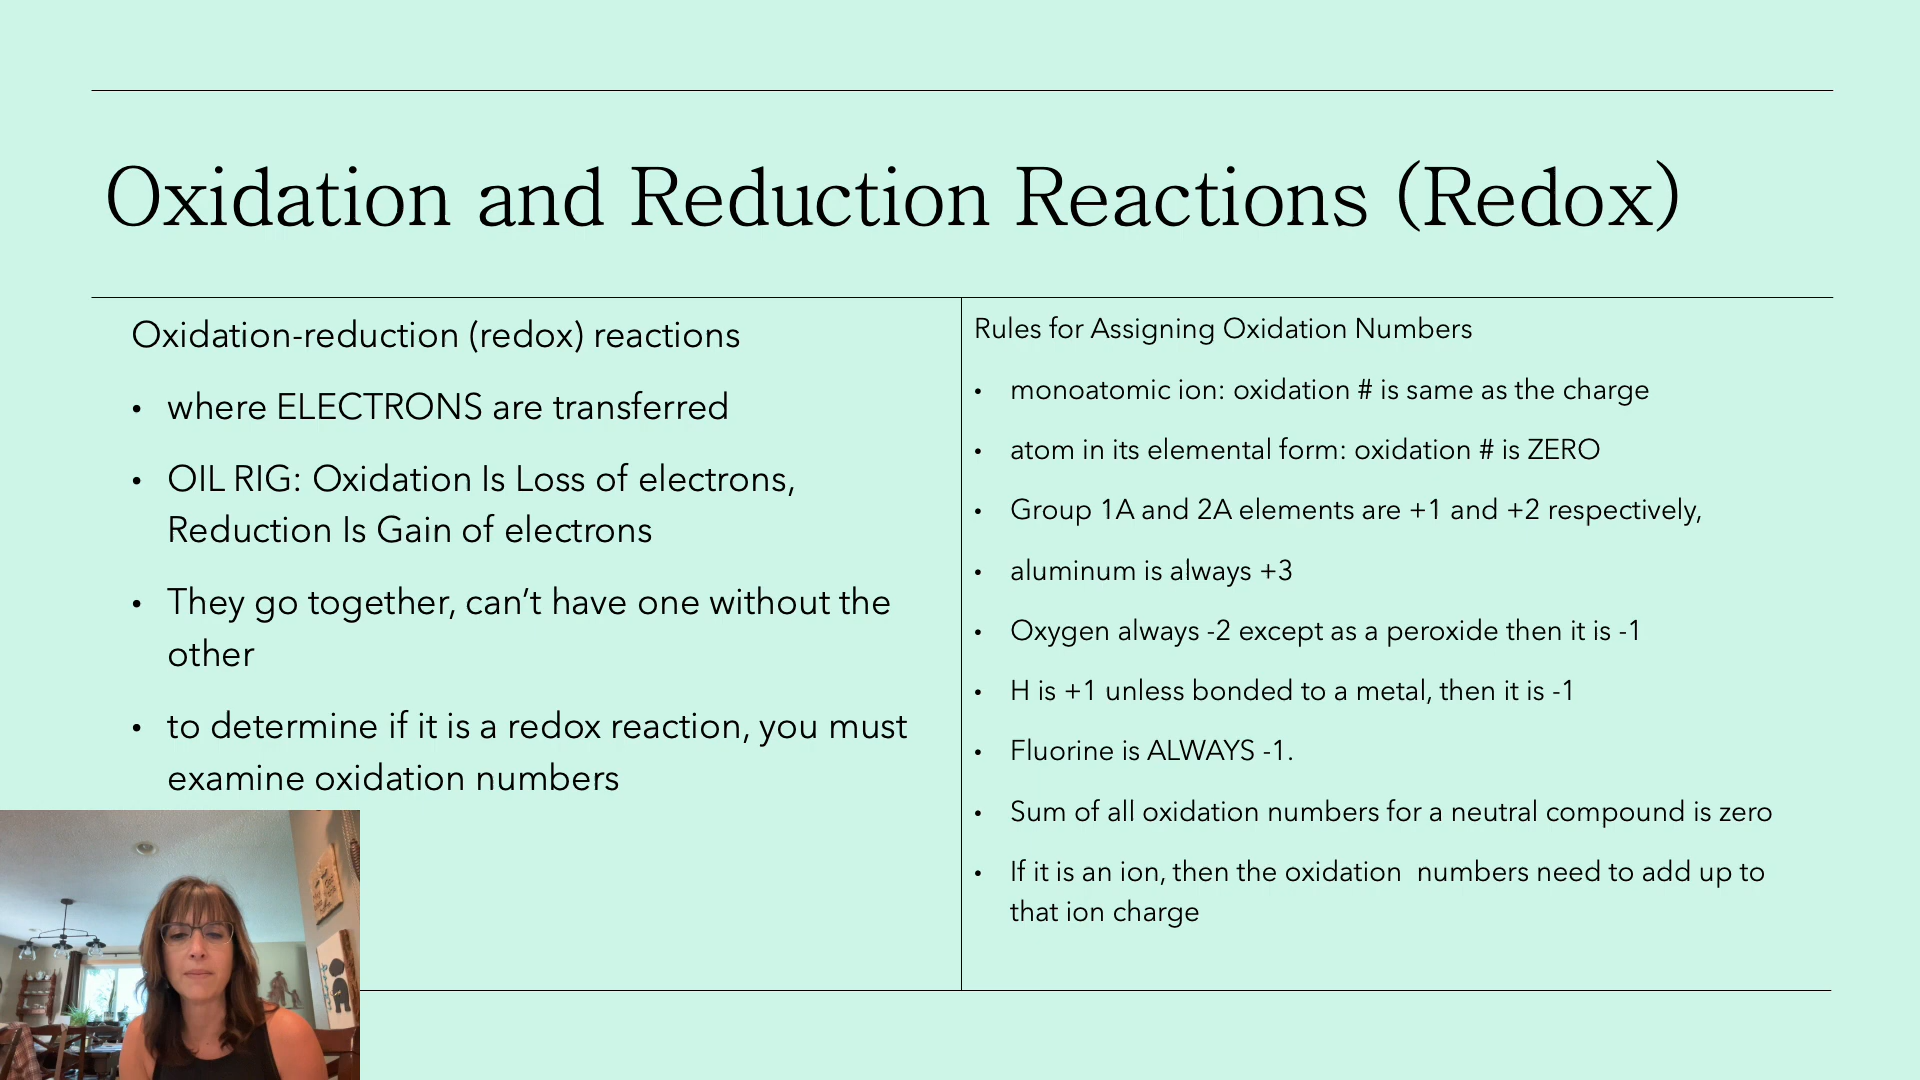 Oxidation and Reduction Reactions (Redox)
Oxidation-reduction (redox) reactions
• where ELECTRONS are transferred
• OIL RIG: Oxidation Is Loss of electrons,
Reduction Is Gain of electrons
• They go together, can’t have one without the
other
• to determine if it is a redox reaction, you must
examine oxidation numbers
Rules for Assigning Oxidation Numbers
• monoatomic ion: oxidation # is same as the charge
• atom in its elemental form: oxidation # is ZERO
• Group 1A and 2A elements are +1 and +2 respectively,
• aluminum is always +3
• Oxygen always -2 except as a peroxide then it is -1
• H is +1 unless bonded to a metal, then it is -1
• Fluorine is ALWAYS -1.
• Sum of all oxidation numbers for a neutral compound is zero
• If it is an ion, then the oxidation  numbers need to add up to
that ion charge